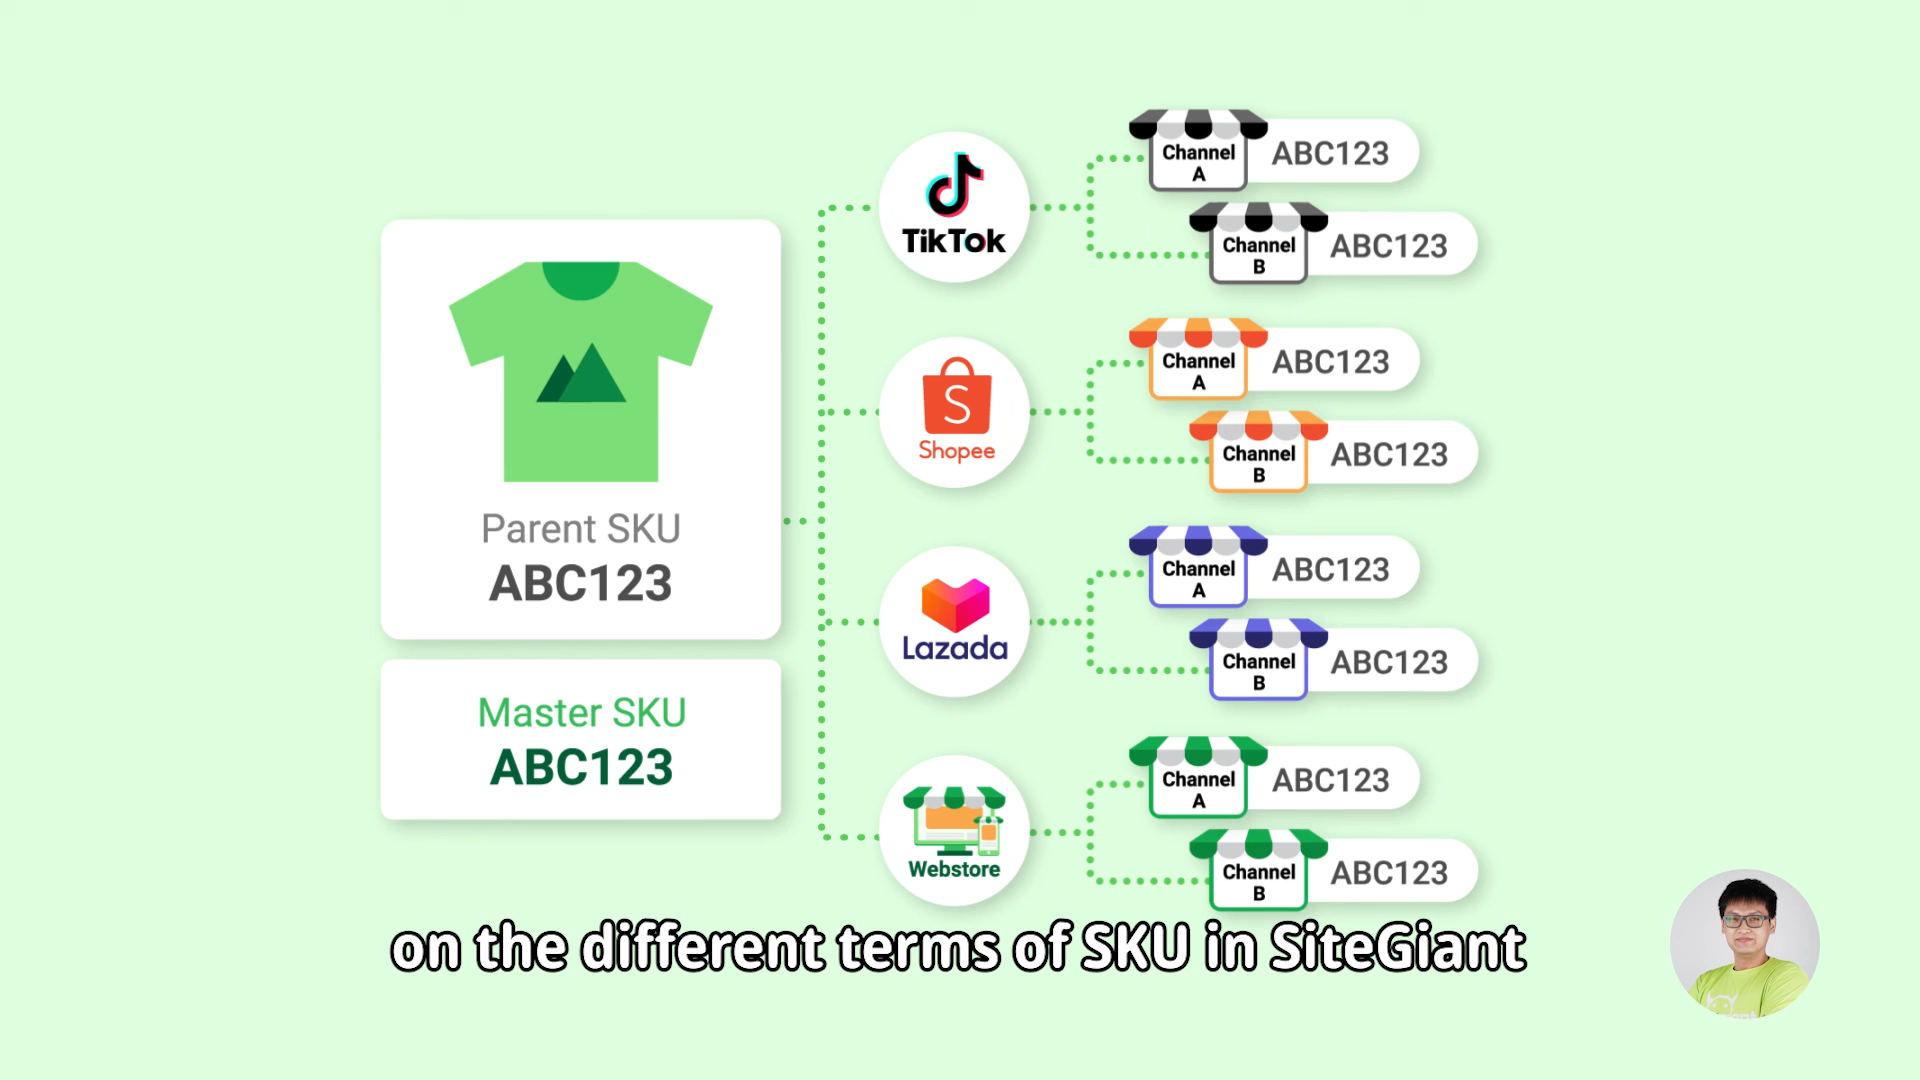 Parent SKU
ABC123
Master SKU
ABC123
TikTok
Channel
A
ABC123
Channel
B
ABC123
S
Shopee
Channel
A
ABC123
Channel
B
ABC123
Lazada
Channel
A
ABC123
Channel
B
ABC123
Webstore
Channel
A
ABC123
Channel
B
ABC123
on the different terms of SKU in SiteGiant